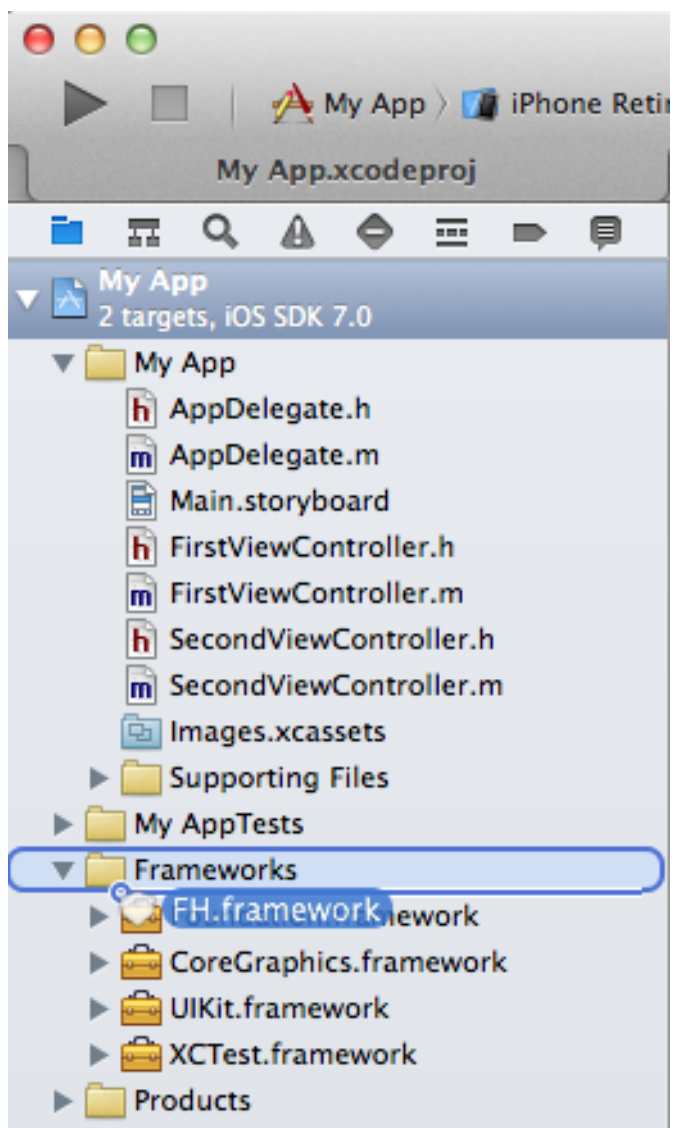 My App
iPhone Reti
My App.xcodeproj
My App
2 targets, iOS SDK 7.0
My App
h AppDelegate.h
m AppDelegate.m
Main.storyboard
h FirstViewController.h
m FirstViewController.m
h SecondViewController.h
m SecondViewController.m
Images.xcassets
Supporting Files
My AppTests
Frameworks
FH.framework
CoreGraphics.framework
UIKit.framework
XCTest.framework
Products